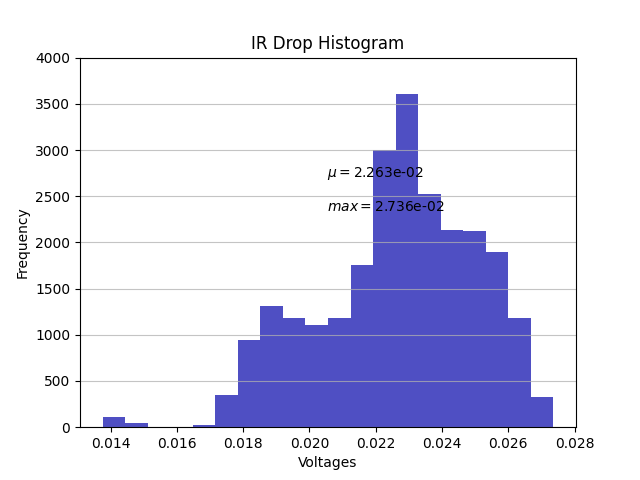 IR Drop Histogram
4000
3500
3000
2500
2000
1500
1000
500
0
Frequency
μ = 2.263e-02
max = 2.736e-02
0.014 0.016 0.018 0.020 0.022 0.024 0.026 0.028
Voltages